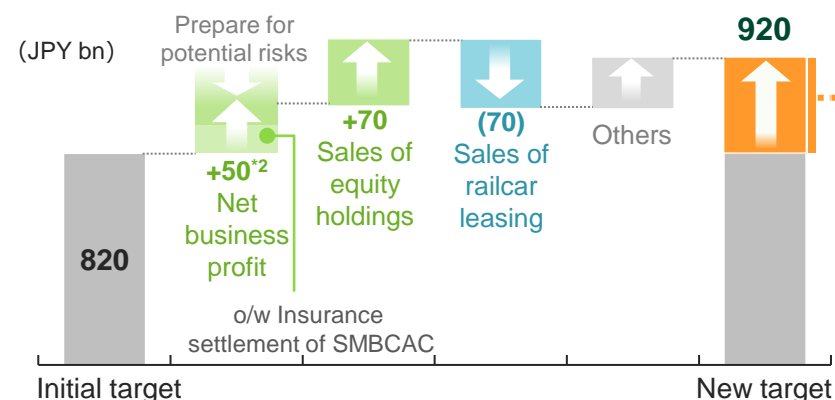 (JPY bn)
Prepare for
potential risks
920
+50*2
Net
business
profit
+70
Sales of
equity
holdings
(70)
Sales of
railcar
leasing
Others
820
o/w Insurance
settlement of SMBCAC
Initial target
New target